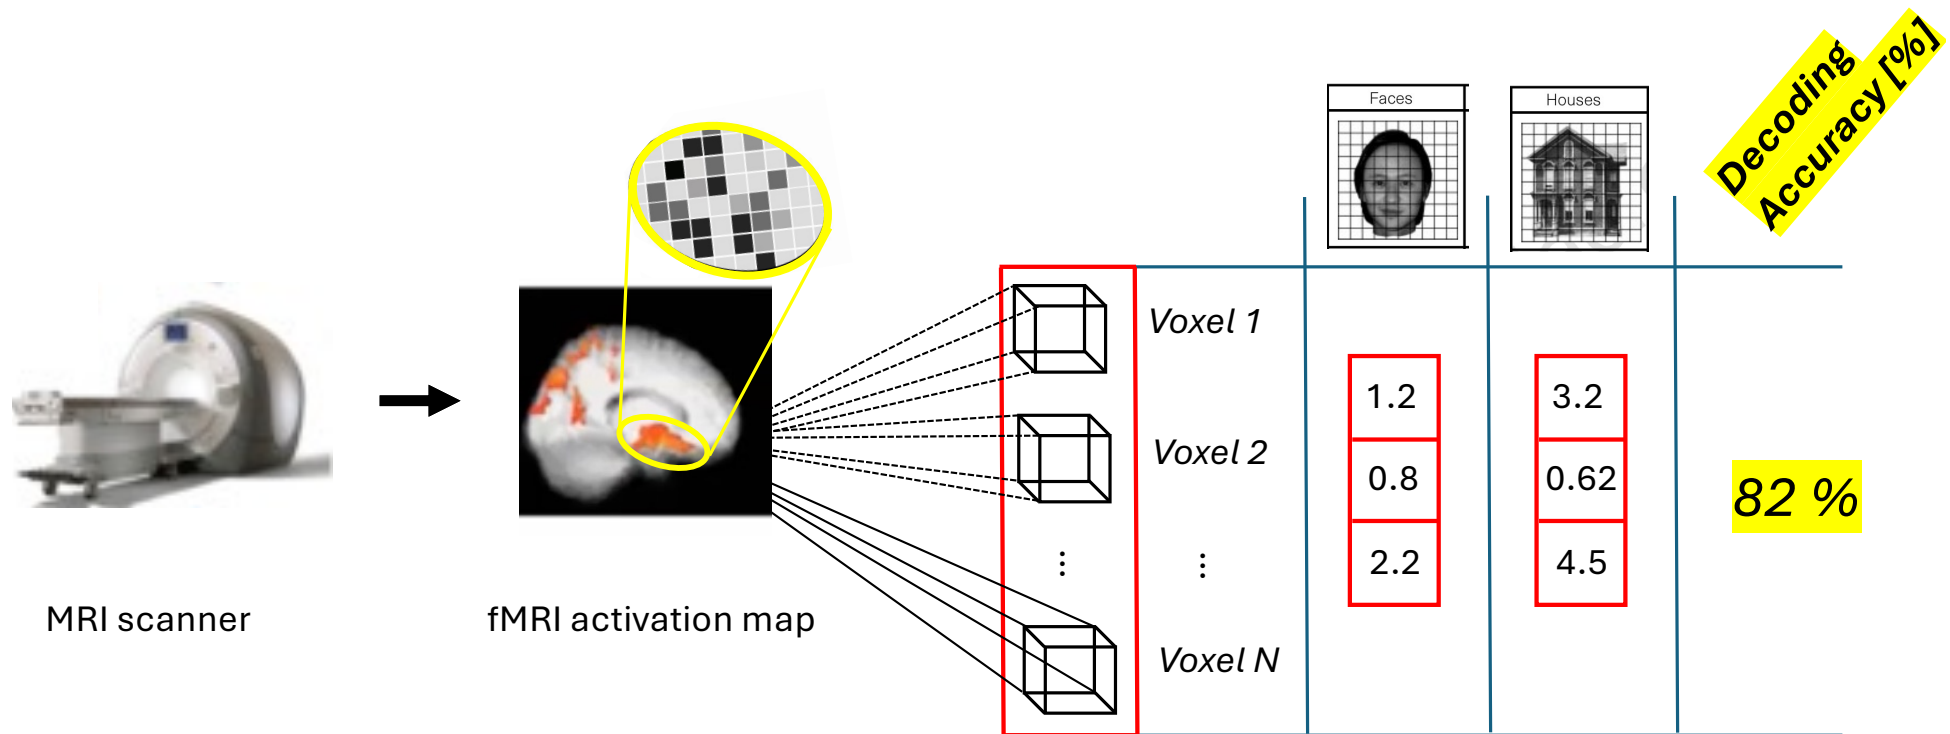 Faces
Houses
Decoding
Accuracy [%]
Voxel 1
1.2
3.2
Voxel 2
0.8
0.62
82 %
⋮
⋮
2.2
4.5
MRI scanner
fMRI activation map
Voxel N